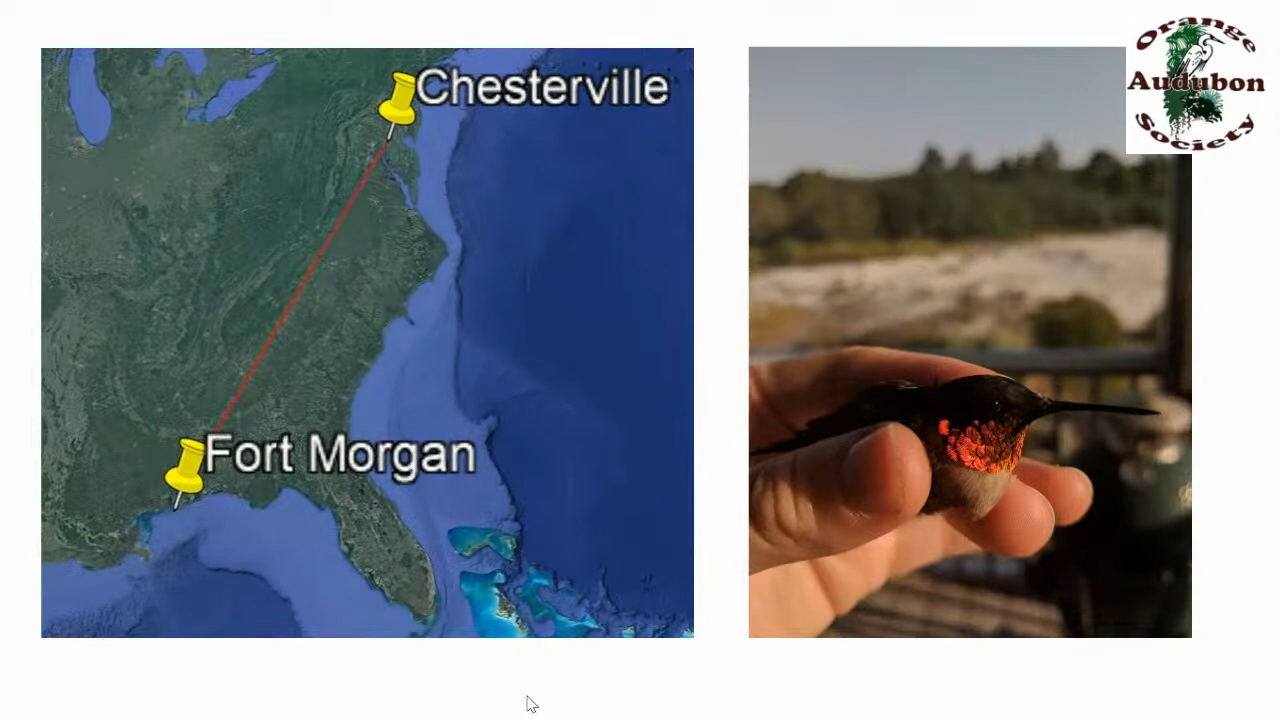 Chesterville
Fort Morgan
Orange
Audubon
Society